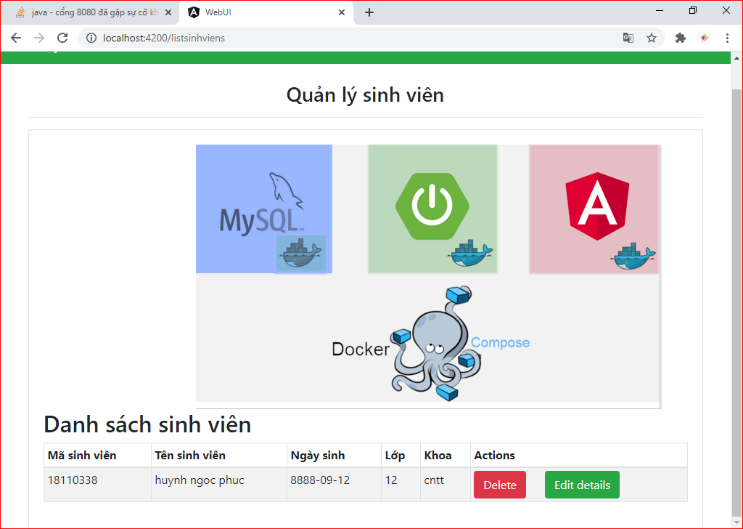 java - cổng 8080 đã gặp sự cố kh
WebUI
localhost:4200/listsinhviens
Quản lý sinh viên
MySQL
Docker Compose
Danh sách sinh viên
Mã sinh viên Tên sinh viên Ngày sinh Lớp Khoa Actions
18110338 huynh ngoc phuc 8888-09-12 12 cntt Delete Edit details